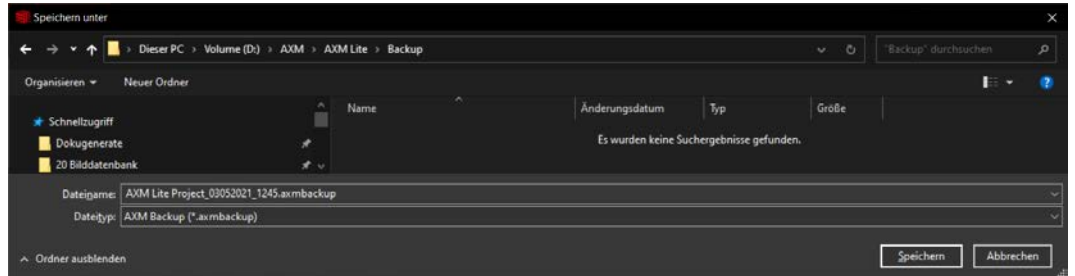 Speichern unter
Dieser PC > Volume (D:) > AXM > AXM Lite > Backup
"Backup" durchsuchen
Organisieren Neuer Ordner
Name Änderungsdatum Typ Größe
Schnellzugriff
Es wurden keine Suchergebnisse gefunden.
Dokugenerate
20 Bilddatenbank
Dateiname: AXM Lite Project_03052021_1245.axmbackup
Dateityp: AXM Backup (*.axmbackup)
Ordner ausblenden
Speichern Abbrechen